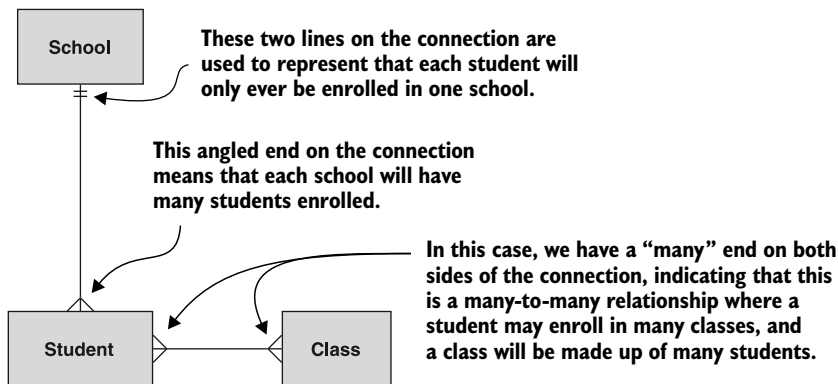 School
These two lines on the connection are
used to represent that each student will
only ever be enrolled in one school.
This angled end on the connection
means that each school will have
many students enrolled.
In this case, we have a “many” end on both
sides of the connection, indicating that this
is a many-to-many relationship where a
student may enroll in many classes, and
a class will be made up of many students.
Student
Class